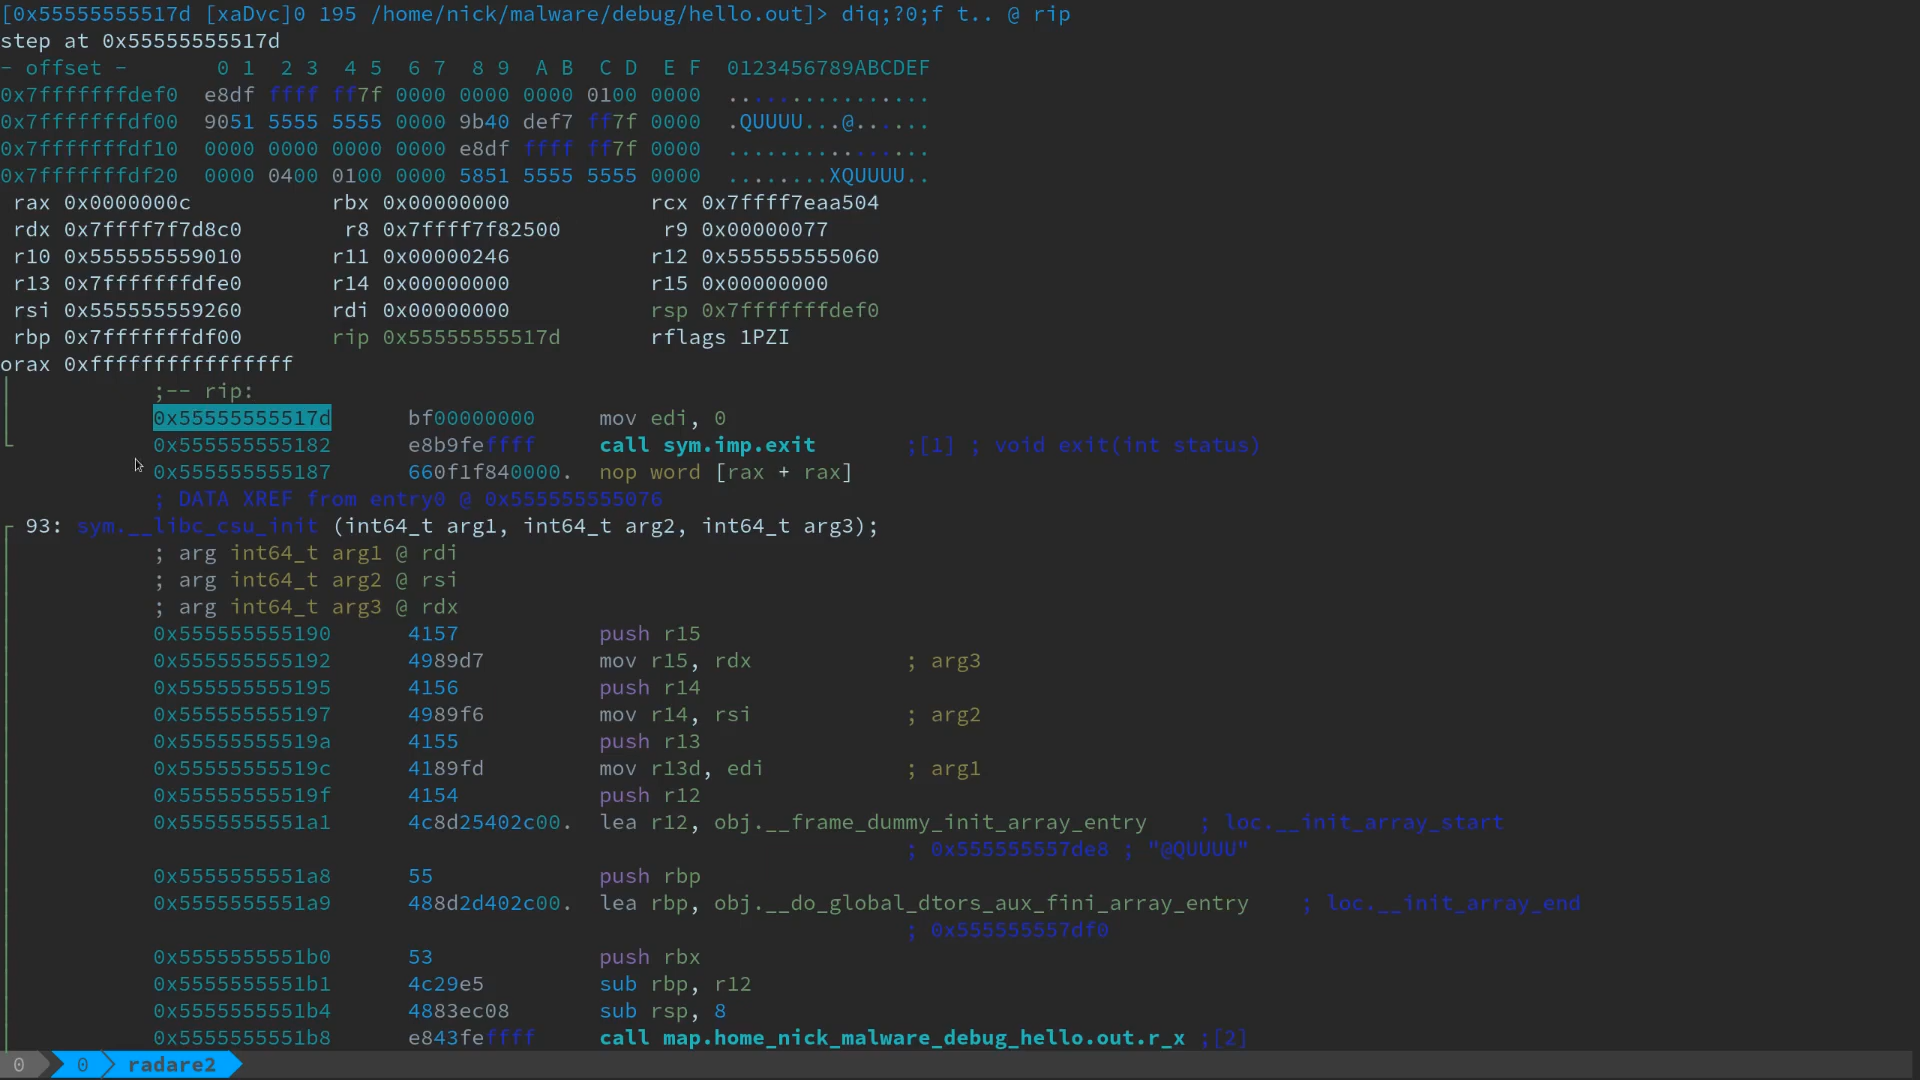 [0x55555555517d [xaDvc]0 195 /home/nick/malware/debug/hello.out]> diq;?0;f t.. @ rip
step at 0x55555555517d
- offset -       0 1  2 3  4 5  6 7  8 9  A B  C D  E F  0123456789ABCDEF
0x7fffffffdef0  e8df ffff ff7f 0000 0000 0000 0100 0000  ................
0x7fffffffdf00  9051 5555 5555 0000 9b40 def7 ff7f 0000  .QUUUU...@......
0x7fffffffdf10  0000 0000 0000 0000 e8df ffff ff7f 0000  ................
0x7fffffffdf20  0000 0400 0100 0000 5851 5555 5555 0000  ........XQUUUU..
rax 0x0000000c           rbx 0x00000000           rcx 0x7ffff7eaa504
rdx 0x7ffff7f7d8c0        r8 0x7ffff7f82500        r9 0x00000077
r10 0x555555559010       r11 0x00000246           r12 0x555555555060
r13 0x7fffffffdfe0       r14 0x00000000           r15 0x00000000
rsi 0x555555559260       rdi 0x00000000           rsp 0x7fffffffdef0
rbp 0x7fffffffdf00       rip 0x55555555517d       rflags 1PZI
orax 0xffffffffffffffff
;-- rip:
0x55555555517d      bf00000000     mov edi, 0
0x555555555182      e8b9feffff     call sym.imp.exit       ;[1] ; void exit(int status)
0x555555555187      660f1f840000.  nop word [rax + rax]
; DATA XREF from entry0 @ 0x555555555076
93: sym.__libc_csu_init (int64_t arg1, int64_t arg2, int64_t arg3);
; arg int64_t arg1 @ rdi
; arg int64_t arg2 @ rsi
; arg int64_t arg3 @ rdx
0x555555555190      4157           push r15
0x555555555192      4989d7         mov r15, rdx            ; arg3
0x555555555195      4156           push r14
0x555555555197      4989f6         mov r14, rsi            ; arg2
0x55555555519a      4155           push r13
0x55555555519c      4189fd         mov r13d, edi           ; arg1
0x55555555519f      4154           push r12
0x5555555551a1      4c8d25402c00.  lea r12, obj.__frame_dummy_init_array_entry    ; loc.__init_array_start
; 0x555555557de8 ; "@QUUUU"
0x5555555551a8      55             push rbp
0x5555555551a9      488d2d402c00.  lea rbp, obj.__do_global_dtors_aux_fini_array_entry    ; loc.__init_array_end
; 0x555555557df0
0x5555555551b0      53             push rbx
0x5555555551b1      4c29e5         sub rbp, r12
0x5555555551b4      4883ec08       sub rsp, 8
0x5555555551b8      e843feffff     call map.home_nick_malware_debug_hello.out.r_x ;[2]
0 0 radare2